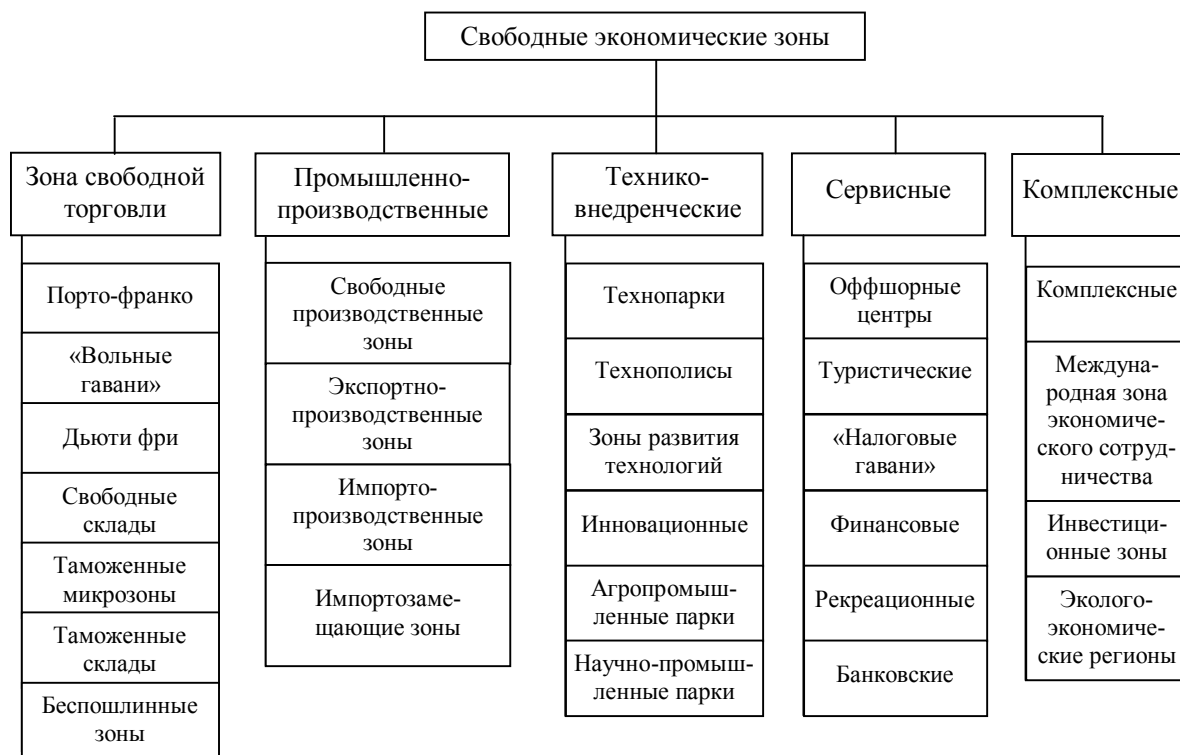 Свободные экономические зоны
Зона свободной
торговли
Порто-франко
«Вольные
гавани»
Дьюти фри
Свободные
склады
Таможенные
микрозоны
Таможенные
склады
Беспошлинные
зоны
Промышленно-
производственные
Свободные
производственные
зоны
Экспортно-
производственные
зоны
Импорто-
производственные
зоны
Импортозаме-
щающие зоны
Технико-
внедренческие
Технопарки
Технополисы
Зоны развития
технологий
Инновационные
Агропромыш-
ленные парки
Научно-промыш-
ленные парки
Сервисные
Оффшорные
центры
Туристические
«Налоговые
гавани»
Финансовые
Рекреационные
Банковские
Комплексные
Комплексные
Междуна-
родная зона
экономиче-
ского сотруд-
ничества
Инвестици-
онные зоны
Эколого-
экономиче-
ские регионы